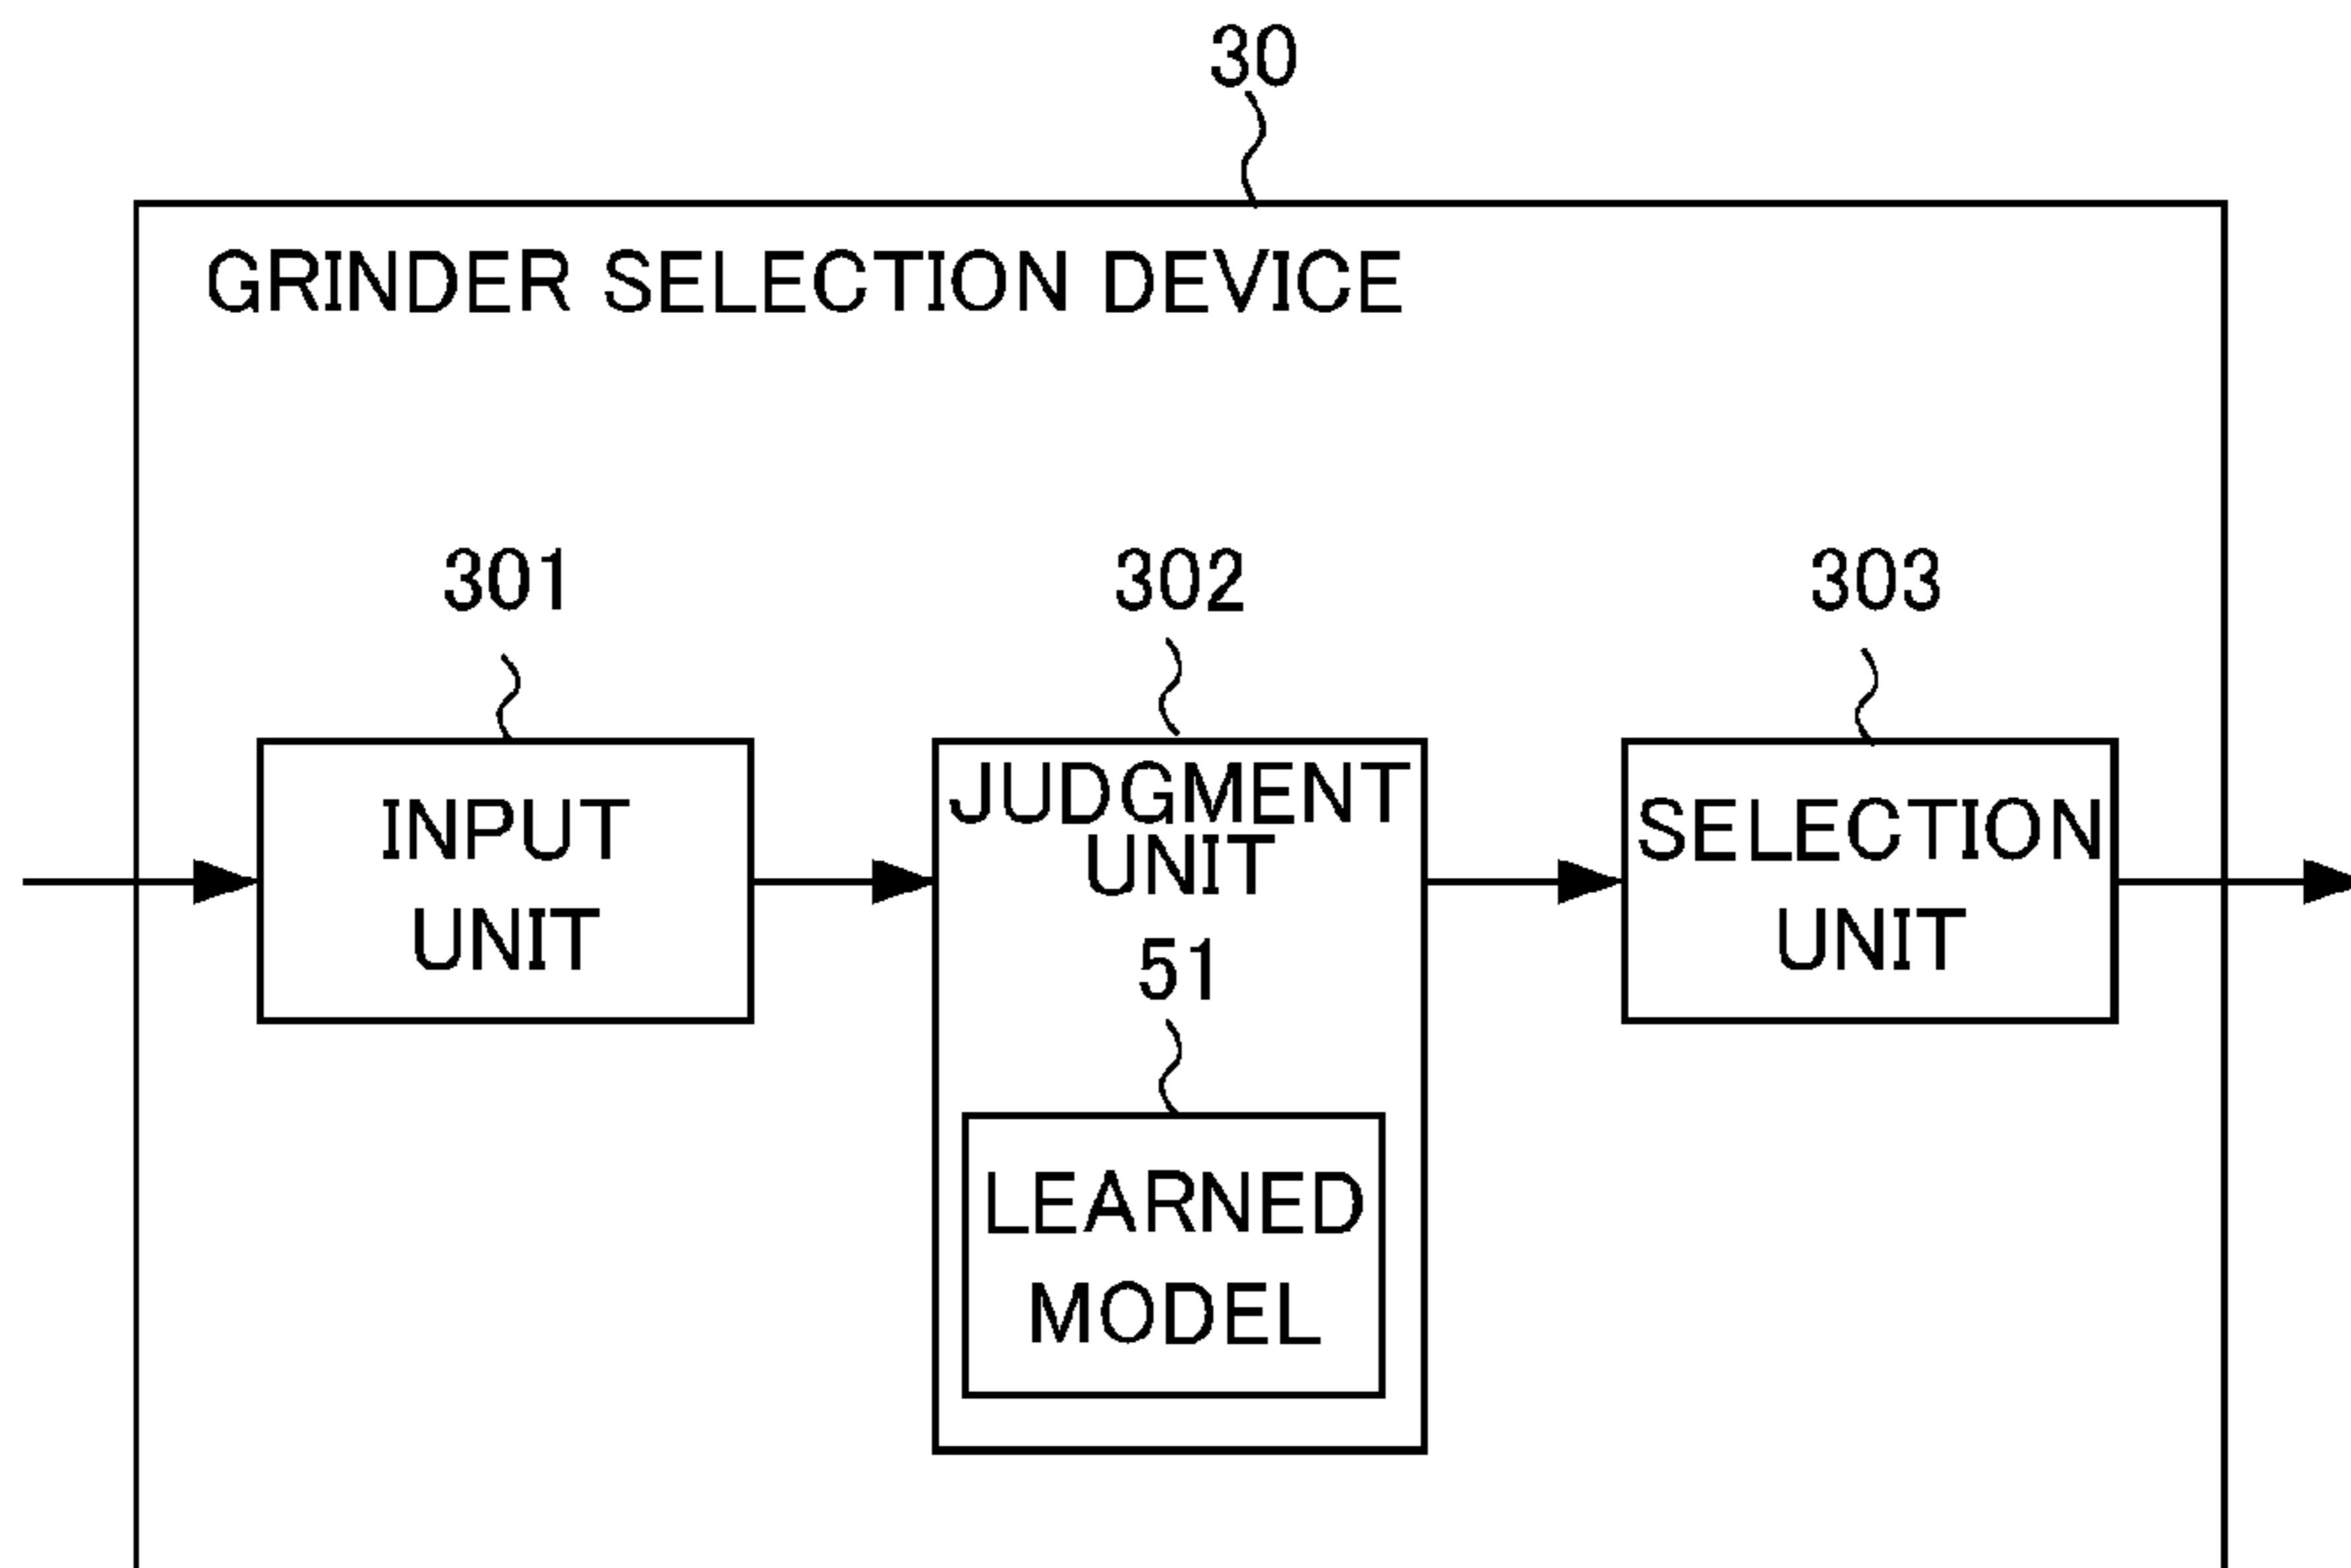 30
GRINDER SELECTION DEVICE
301
302
303
INPUT
UNIT
JUDGMENT
UNIT
51
LEARNED
MODEL
SELECTION
UNIT